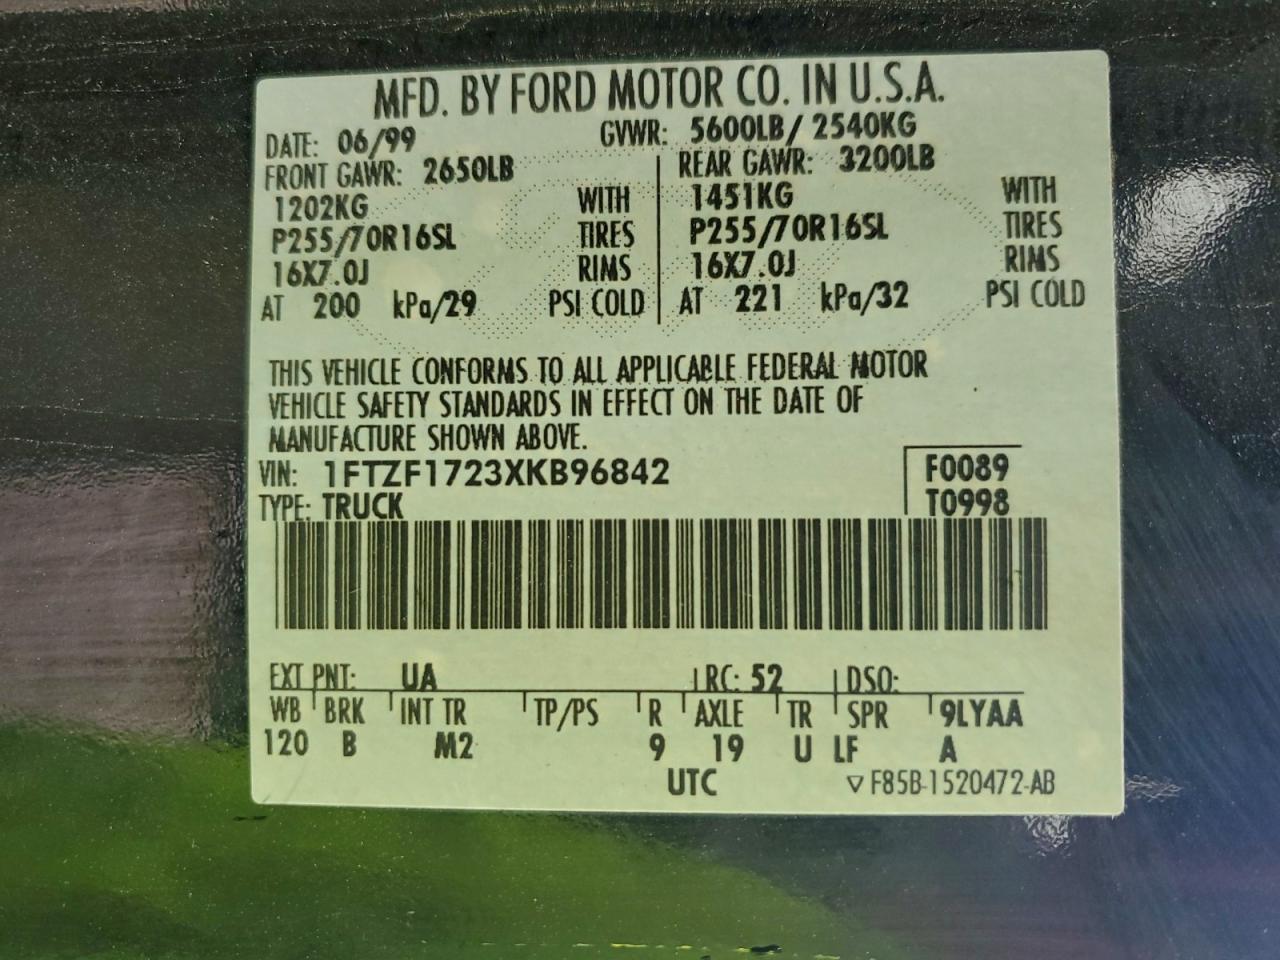 MFD. BY FORD MOTOR CO. IN U.S.A.
DATE: 06/99 GVWR: 5600LB/ 2540KG
FRONT GAWR: 2650LB REAR GAWR: 3200LB
1202KG WITH 1451KG WITH
P255/70R16SL TIRES P255/70R16SL TIRES
16X7.0J RIMS 16X7.0J RIMS
AT 200 kPa/29 PSI COLD AT 221 kPa/32 PSI COLD
THIS VEHICLE CONFORMS TO ALL APPLICABLE FEDERAL MOTOR
VEHICLE SAFETY STANDARDS IN EFFECT ON THE DATE OF
MANUFACTURE SHOWN ABOVE.
VIN: 1FTZF1723XKB96842 F0089
TYPE: TRUCK T0998
EXT PNT: UA RC: 52 DSO:
WB BRK INT TR TP/PS R AXLE TR SPR 9LYAA
120 B M2 9 19 U LF A
UTC ▽ F85B-1520472-AB